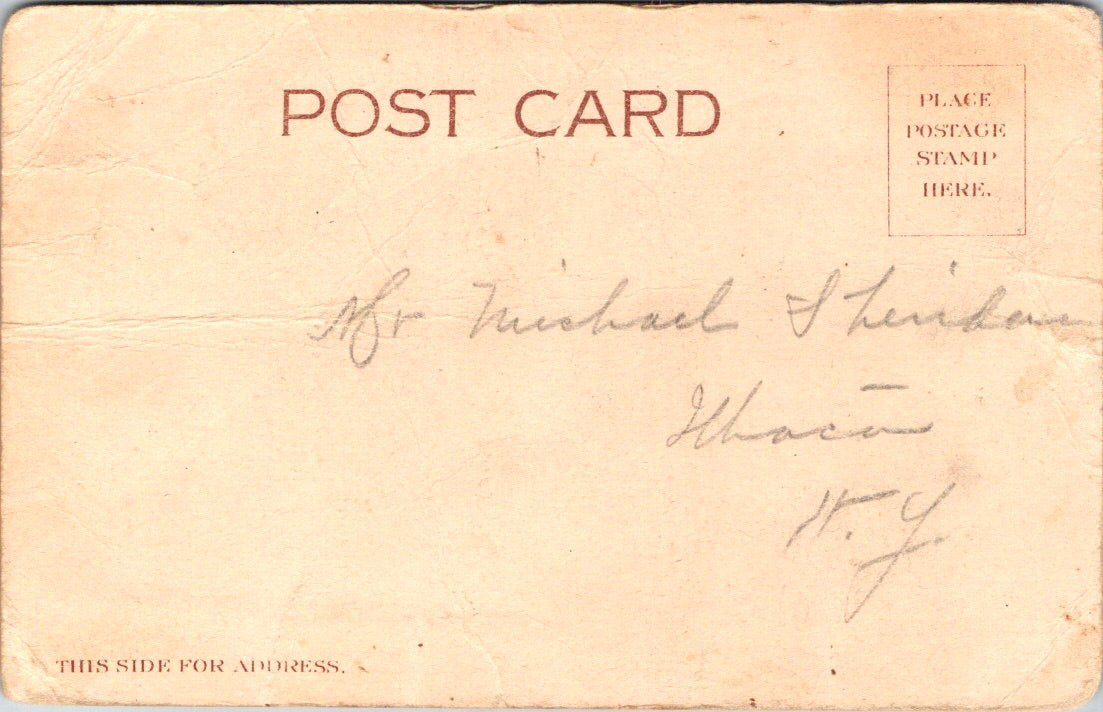 POST CARD
PLACE
POSTAGE
STAMP
HERE.
Mr Michael Sheridan
Ithaca
N. Y.
THIS SIDE FOR ADDRESS.